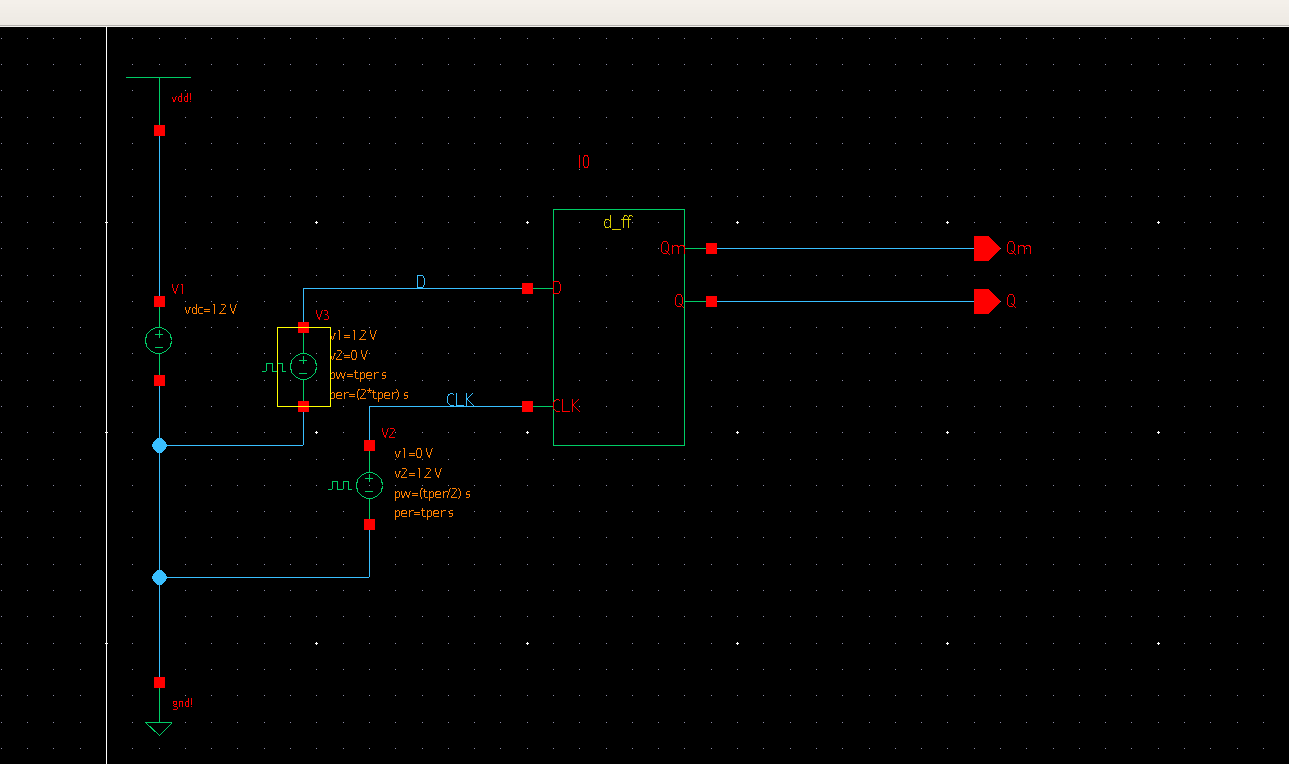 vdd!
I0
d_ff
Qm
Qm
D
D
V1
vdc=1.2 V
Q
Q
V3
v1=1.2 V
v2=0 V
pw=tper s
per=(2*tper) s
CLK
CLK
V2
v1=0 V
v2=1.2 V
pw=(tper/2) s
per=tper s
gnd!